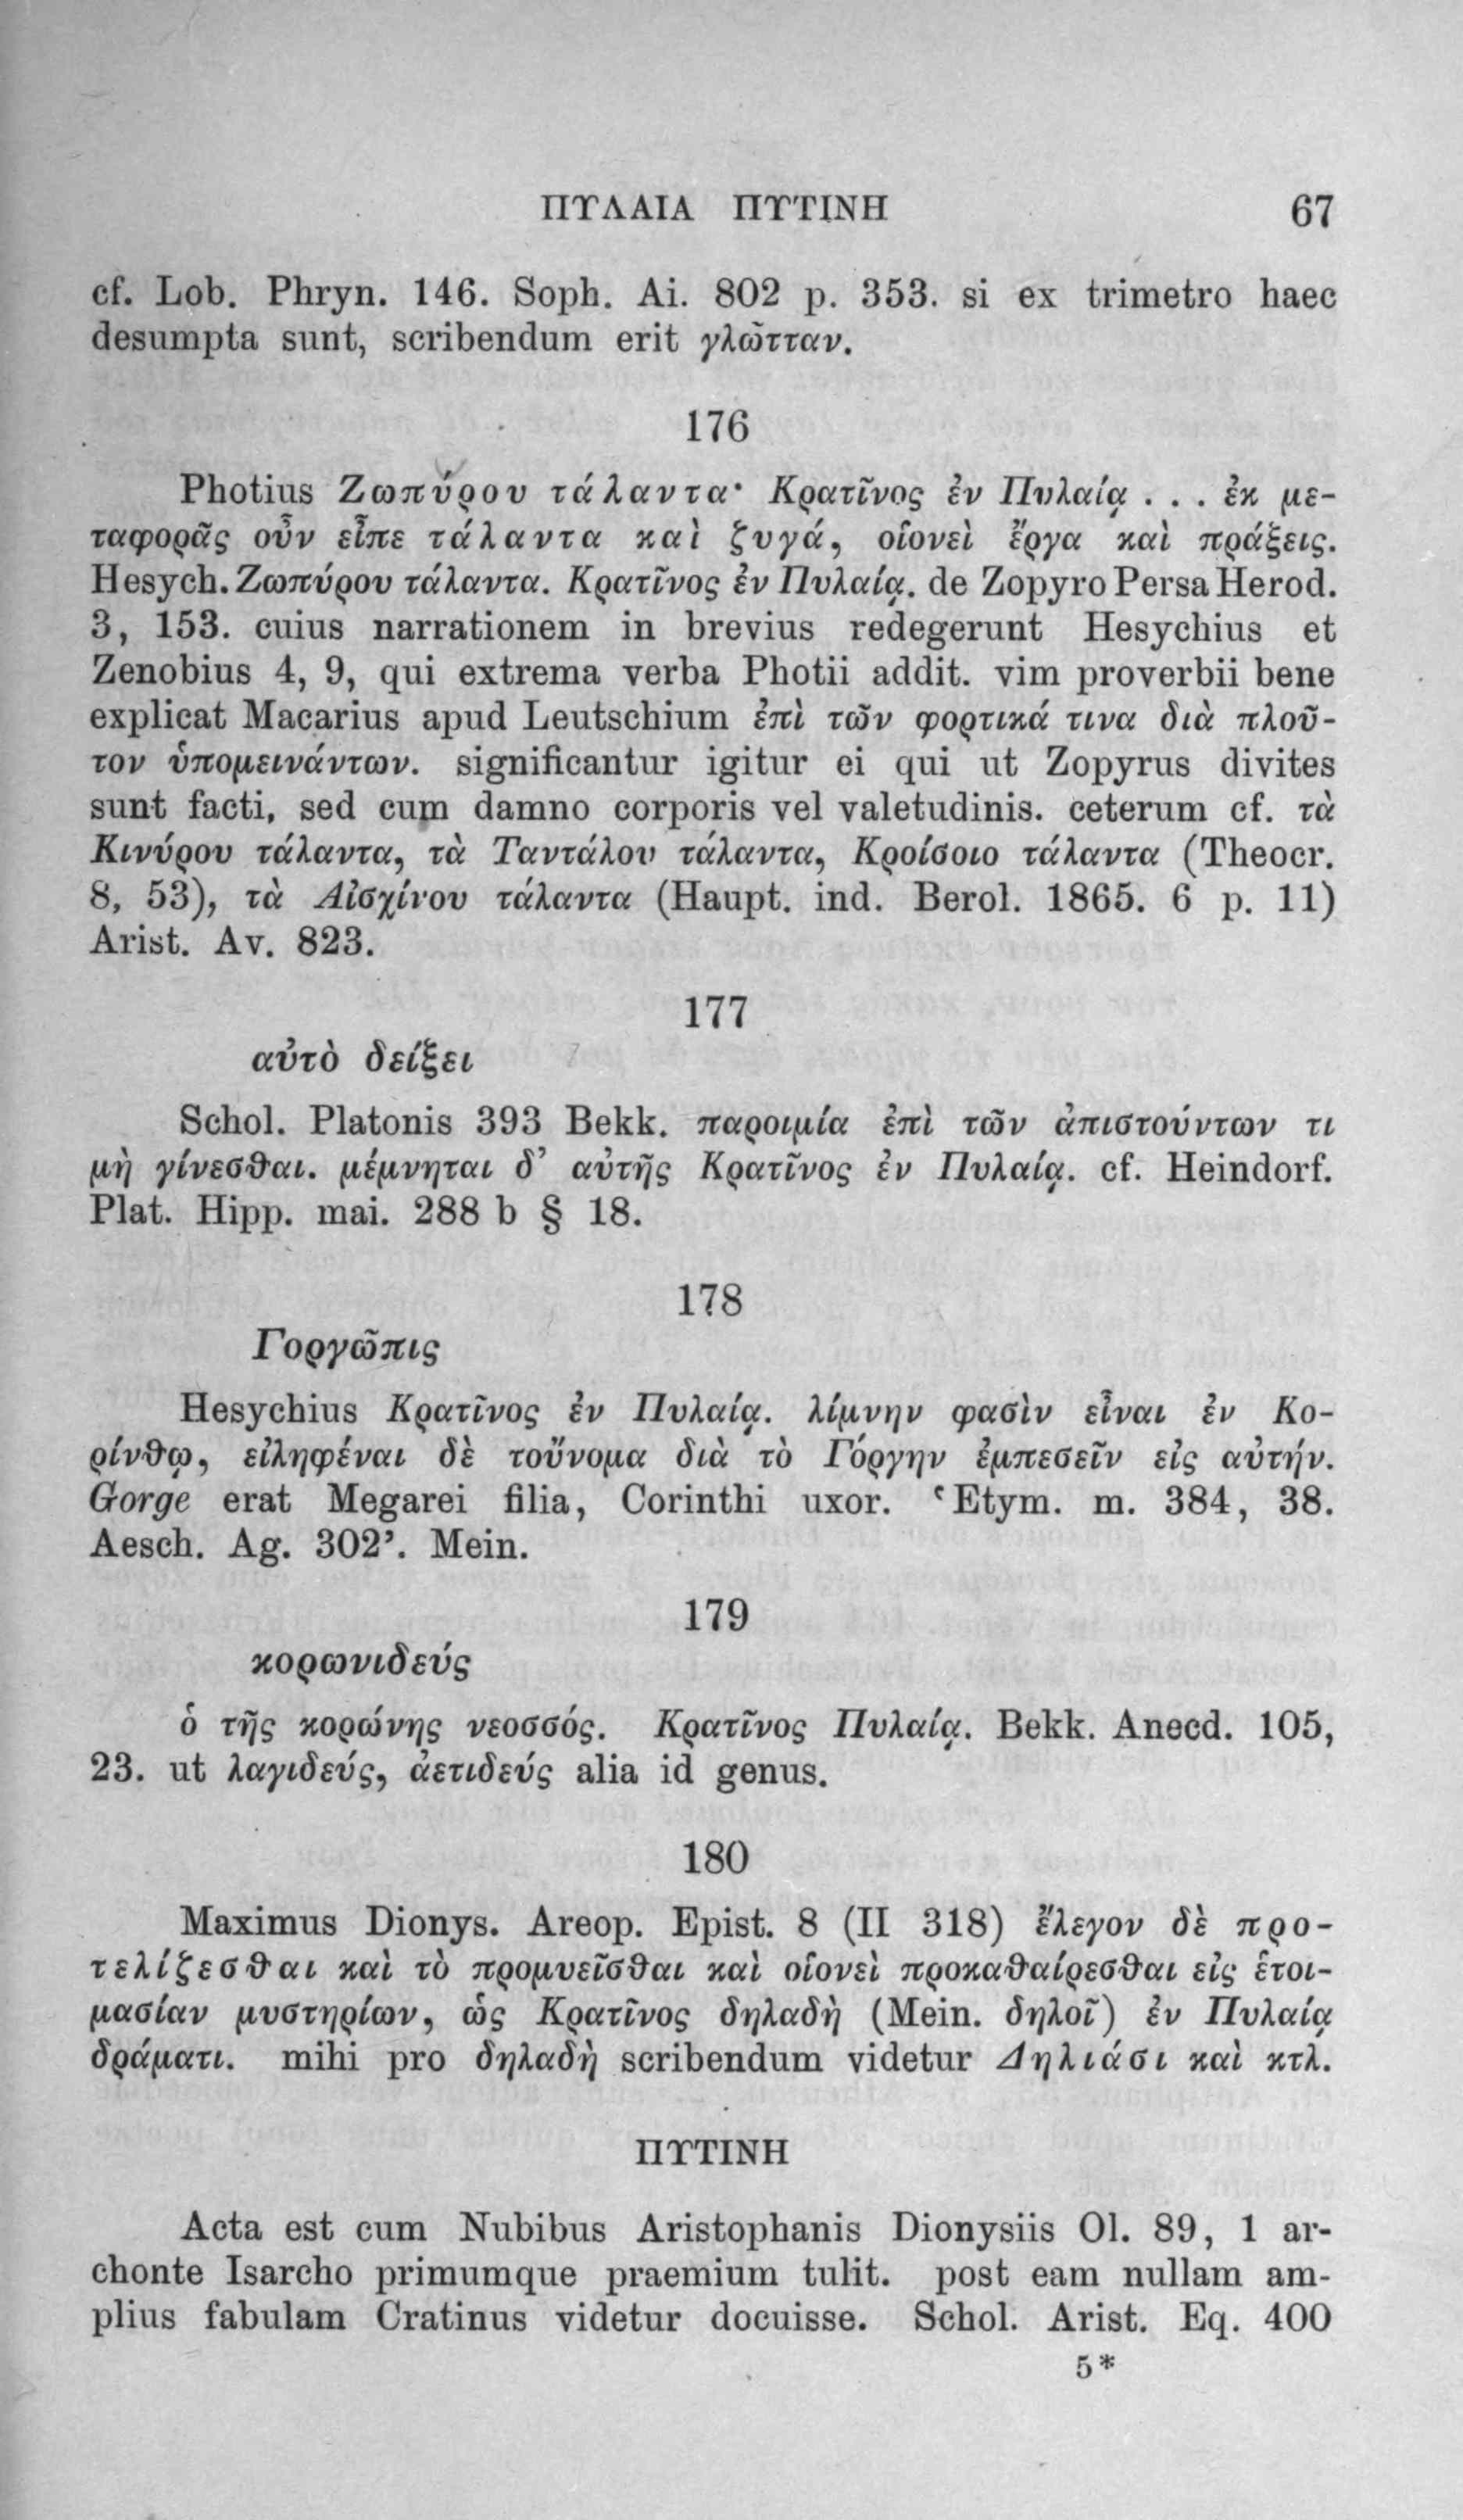 ΠΥΛΑΙΑ ΠΥΤΙΝΗ 67
cf. Lob. Phryn. 146. Soph. Ai. 802 p. 353. si ex trimetro haec
desumpta sunt, scribendum erit γλῶτταν.
176
Photius Ζωπύρου τάλαντα· Κρατῖνος ἐν Πυλαίᾳ . . . ἐκ με-
ταφορᾶς οὖν εἶπε τάλαντα καὶ ζυγά, οἱονεὶ ἔργα καὶ πράξεις.
Hesych. Ζωπύρου τάλαντα. Κρατῖνος ἐν Πυλαίᾳ. de Zopyro Persa Herod.
3, 153. cuius narrationem in brevius redegerunt Hesychius et
Zenobius 4, 9, qui extrema verba Photii addit. vim proverbii bene
explicat Macarius apud Leutschium ἐπὶ τῶν φορτικά τινα διὰ πλοῦ-
τον ὑπομεινάντων. significantur igitur ei qui ut Zopyrus divites
sunt facti, sed cum damno corporis vel valetudinis. ceterum cf. τὰ
Κινύρου τάλαντα, τὰ Ταντάλου τάλαντα, Κροίσοιο τάλαντα (Theocr.
8, 53), τὰ Αἰσχίνου τάλαντα (Haupt. ind. Berol. 1865. 6 p. 11)
Arist. Av. 823.
177
αὐτὸ δείξει
Schol. Platonis 393 Bekk. παροιμία ἐπὶ τῶν ἀπιστούντων τι
μὴ γίνεσθαι. μέμνηται δ’ αὐτῆς Κρατῖνος ἐν Πυλαίᾳ. cf. Heindorf.
Plat. Hipp. mai. 288 b § 18.
178
Γοργῶπις
Hesychius Κρατῖνος ἐν Πυλαίᾳ. λίμνην φασὶν εἶναι ἐν Κο-
ρίνθῳ, εἰληφέναι δὲ τοὔνομα διὰ τὸ Γόργην ἐμπεσεῖν εἰς αὐτήν.
Gorge erat Megarei filia, Corinthi uxor. ‘Etym. m. 384, 38.
Aesch. Ag. 302’. Mein.
179
κορωνιδεύς
ὁ τῆς κορώνης νεοσσός. Κρατῖνος Πυλαίᾳ. Bekk. Anecd. 105,
23. ut λαγιδεύς, ἀετιδεύς alia id genus.
180
Maximus Dionys. Areop. Epist. 8 (II 318) ἔλεγον δὲ προ-
τελίζεσθαι καὶ τὸ προμυεῖσθαι καὶ οἱονεὶ προκαθαίρεσθαι εἰς ἑτοι-
μασίαν μυστηρίων, ὡς Κρατῖνος δηλαδὴ (Mein. δηλοῖ) ἐν Πυλαίᾳ
δράματι. mihi pro δηλαδὴ scribendum videtur Δηλιάσι καὶ κτλ.
ΠΥΤΙΝΗ
Acta est cum Nubibus Aristophanis Dionysiis Ol. 89, 1 ar-
chonte Isarcho primumque praemium tulit. post eam nullam am-
plius fabulam Cratinus videtur docuisse. Schol. Arist. Eq. 400
5*